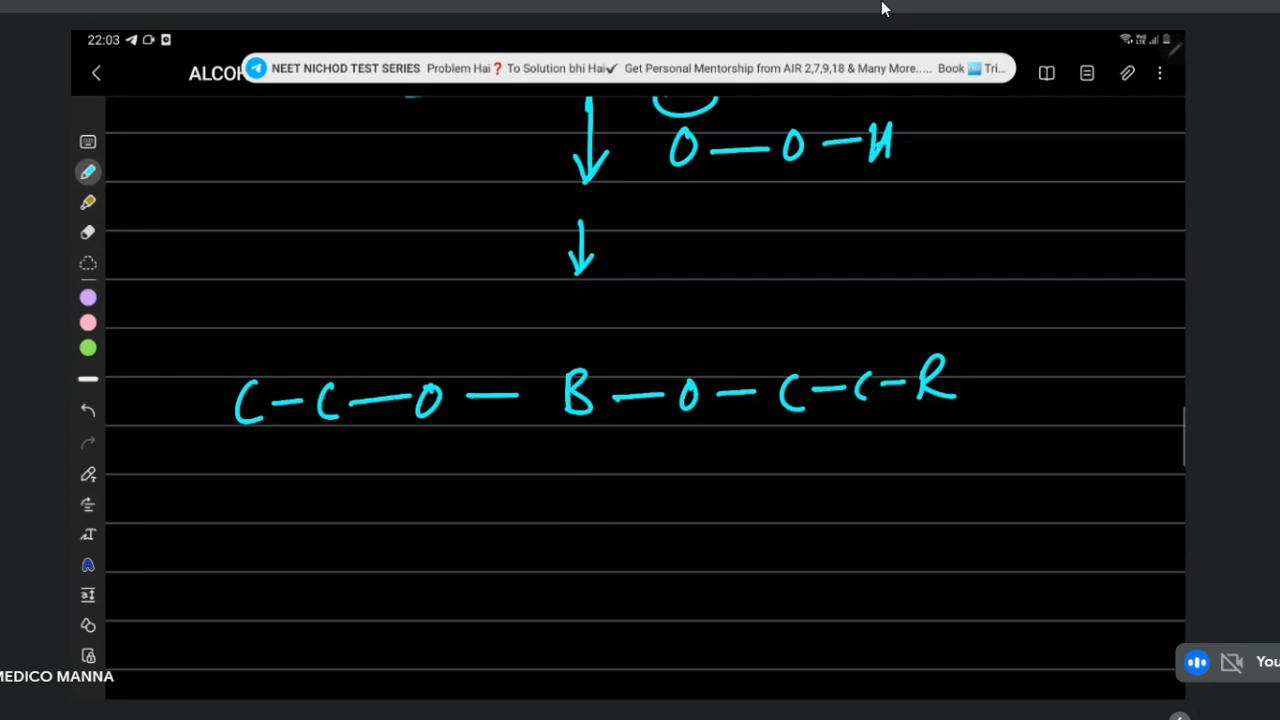 22:03
ALCOH
NEET NICHOD TEST SERIES Problem Hai❓ To Solution bhi Hai✓ Get Personal Mentorship from AIR 2,7,9,18 & Many More..... Book Tri...
O — O — H
C – C — O — B — O — C – C – R
MEDICO MANNA
You